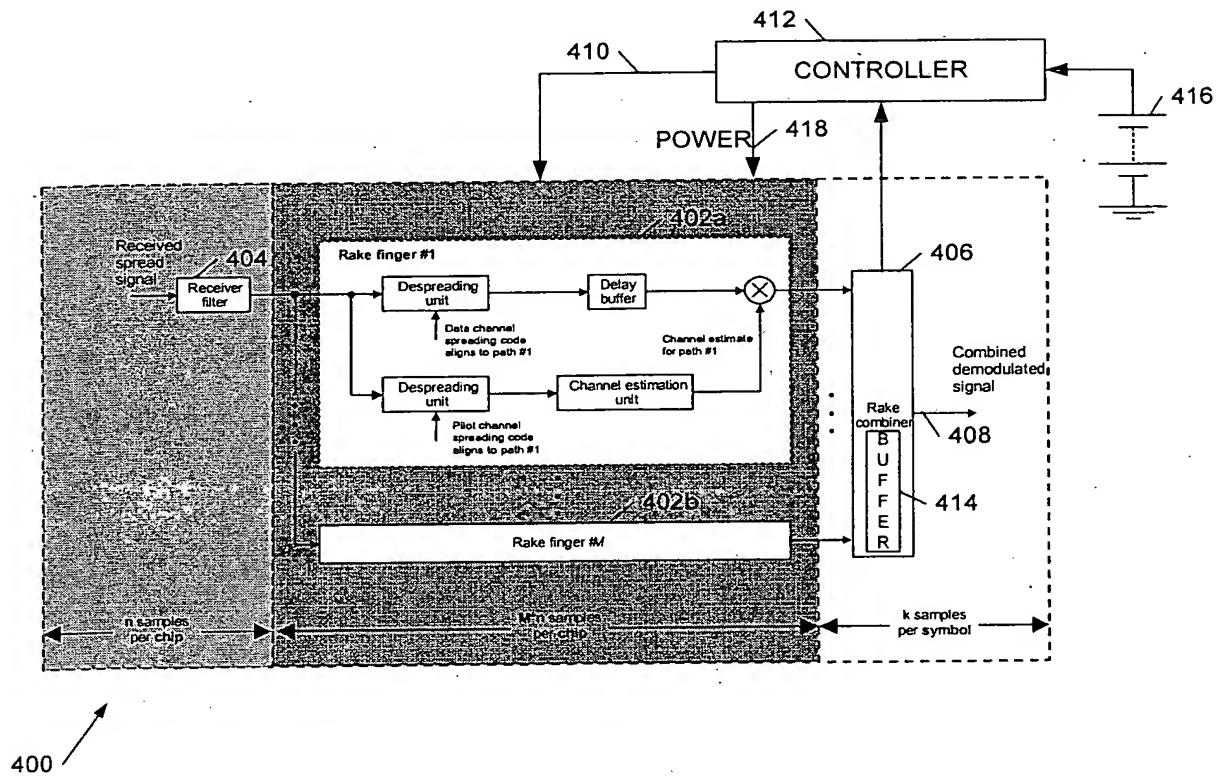 412
410
CONTROLLER
416
POWER
418
402a
Received
spread
signal
404
Receiver
filter
Rake finger #1
Despreading
unit
Delay
buffer
Data channel
spreading code
aligns to path #1
Channel estimate
for path #1
Despreading
unit
Channel estimation
unit
Pilot channel
spreading code
aligns to path #1
406
Combined
demodulated
signal
Rake
combiner
408
BUFFER
414
402b
Rake finger #M
n samples
per chip
M*n samples
per chip
k samples
per symbol
400